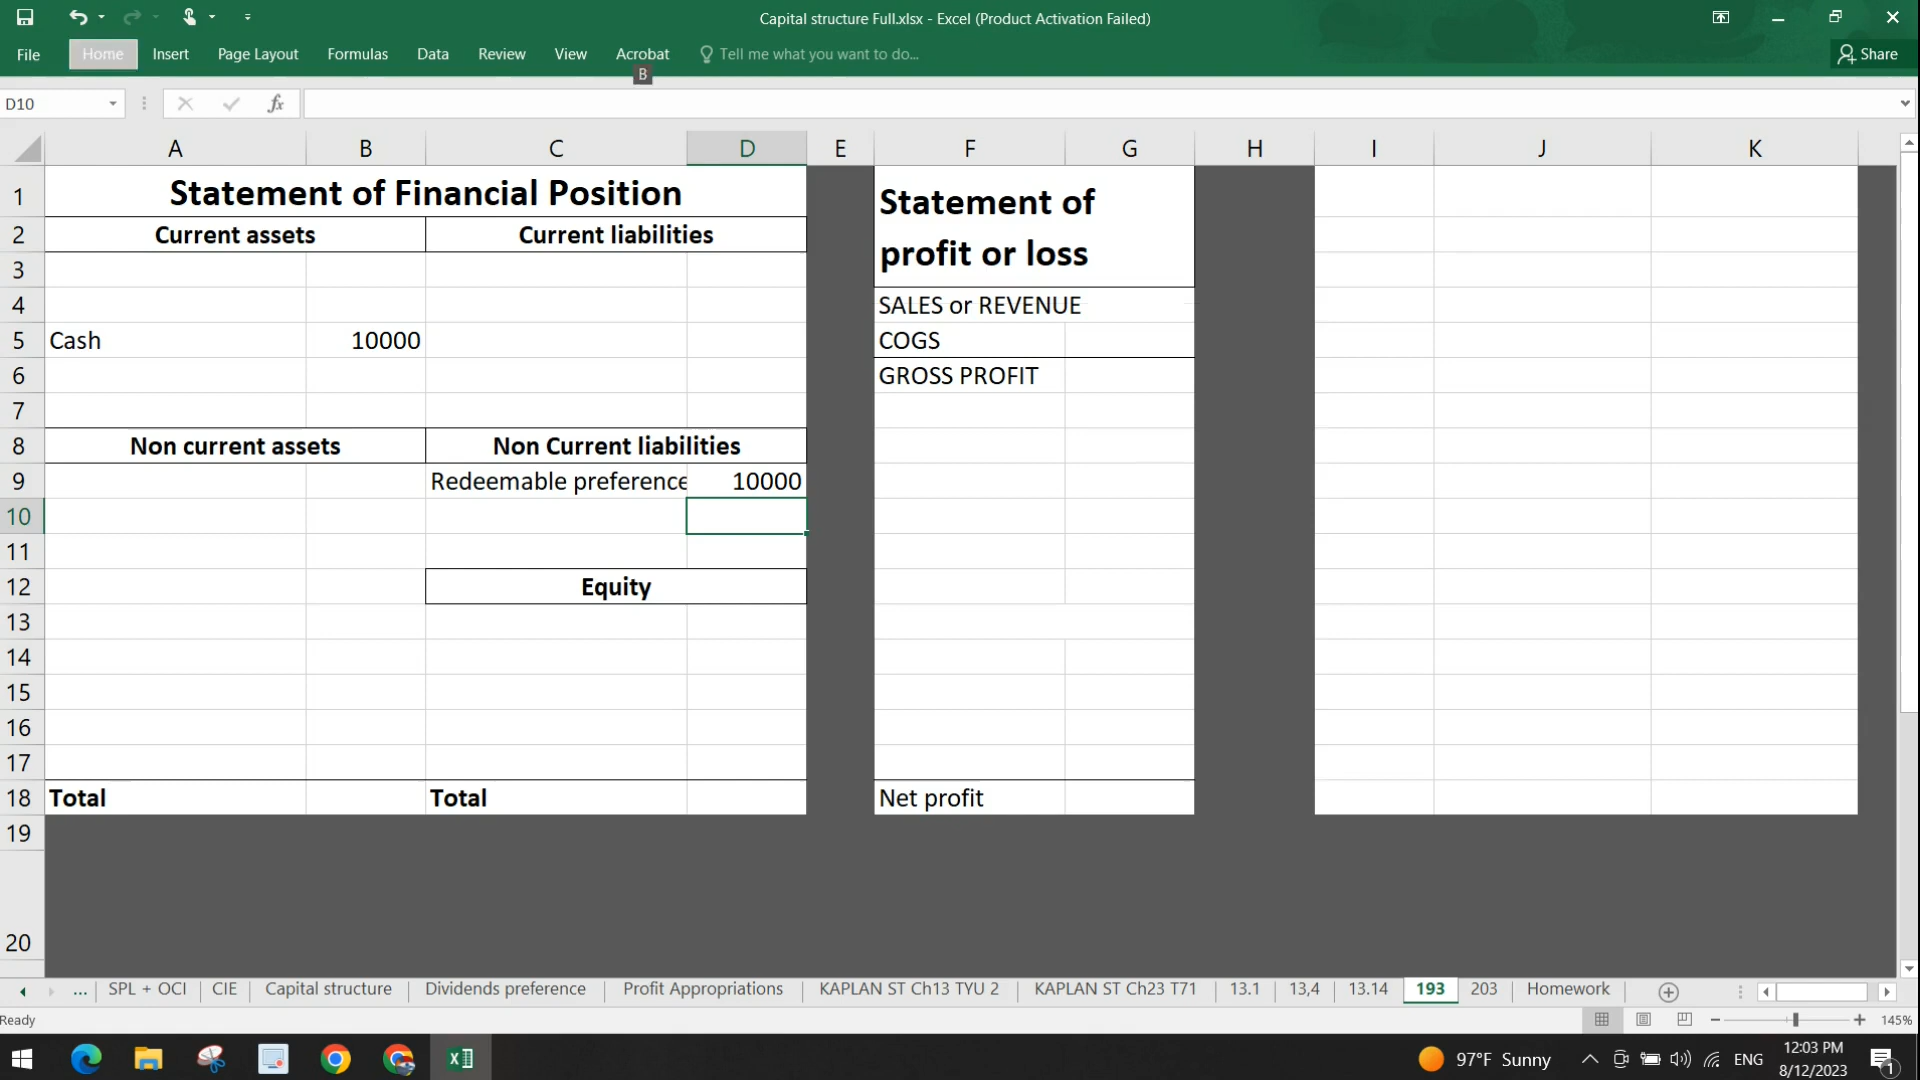 Capital structure Full.xlsx - Excel (Product Activation Failed)
File Home Insert Page Layout Formulas Data Review View Acrobat Tell me what you want to do... Share
B
D10 fx
A B C D E F G H I J K
1 Statement of Financial Position Statement of
profit or loss
2 Current assets Current liabilities
3
4 SALES or REVENUE
5 Cash 10000 COGS
6 GROSS PROFIT
7
8 Non current assets Non Current liabilities
9 Redeemable preference 10000
10
11
12 Equity
13
14
15
16
17
18 Total Total Net profit
19
20
... SPL + OCI CIE Capital structure Dividends preference Profit Appropriations KAPLAN ST Ch13 TYU 2 KAPLAN ST Ch23 T71 13.1 13,4 13.14 193 203 Homework
Ready 145%
97°F Sunny ENG 12:03 PM
8/12/2023 1